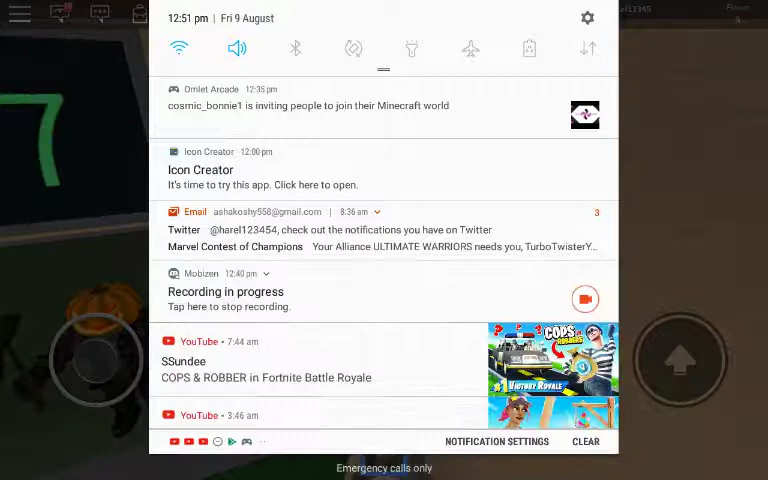 12:51 pm | Fri 9 August
Omlet Arcade 12:35 pm
cosmic_bonnie1 is inviting people to join their Minecraft world
Icon Creator 12:00 pm
Icon Creator
It's time to try this app. Click here to open.
Email ashakoshy558@gmail.com | 8:36 am 3
Twitter @harel123454, check out the notifications you have on Twitter
Marvel Contest of Champions Your Alliance ULTIMATE WARRIORS needs you, TurboTwisterY...
Mobizen 12:40 pm
Recording in progress
Tap here to stop recording.
YouTube • 7:44 am
SSundee
COPS & ROBBER in Fortnite Battle Royale
COPS
ROBBERS
#1 VICTORY ROYALE
YouTube • 3:46 am
NOTIFICATION SETTINGS CLEAR
Emergency calls only
7